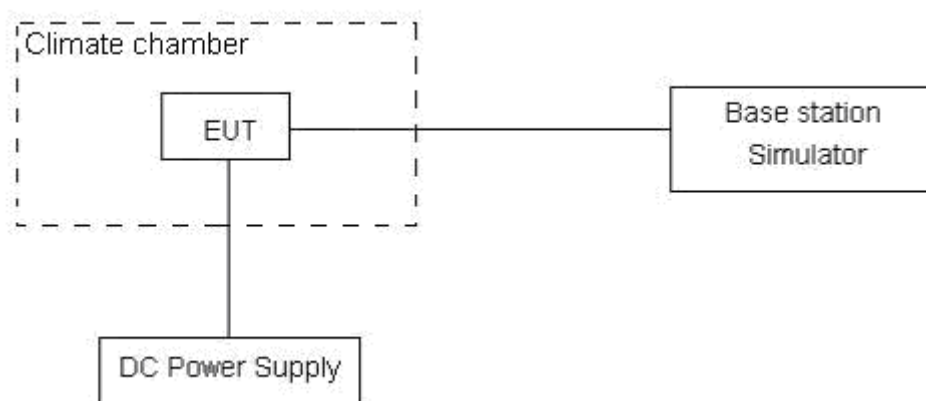 Climate chamber
EUT
Base station
Simulator
DC Power Supply